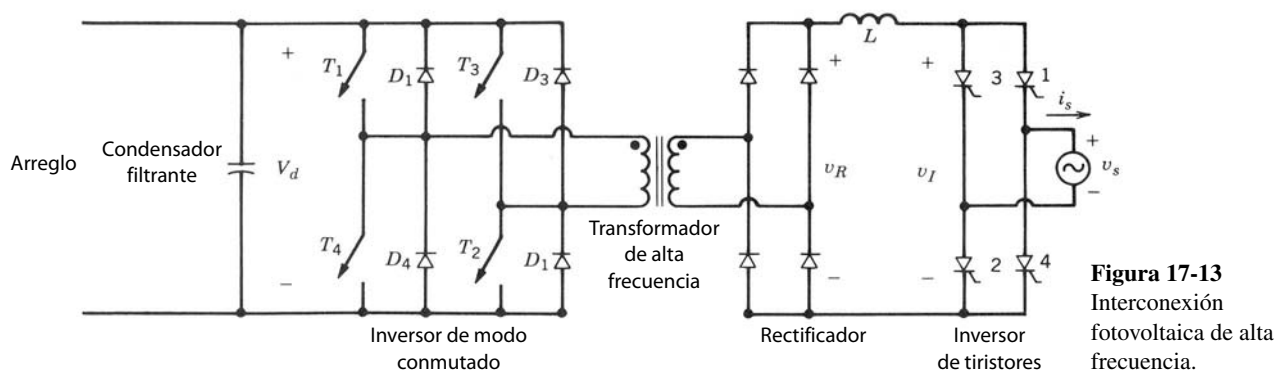 Arreglo
Condensador
filtrante
V_d
+
−
T_1
D_1
T_3
D_3
T_4
D_4
T_2
D_1
Inversor de modo
conmutado
Transformador
de alta
frecuencia
+
v_R
−
Rectificador
L
+
v_I
−
3
1
2
4
i_s
+
v_s
−
Inversor
de tiristores
Figura 17-13
Interconexión
fotovoltaica de alta
frecuencia.